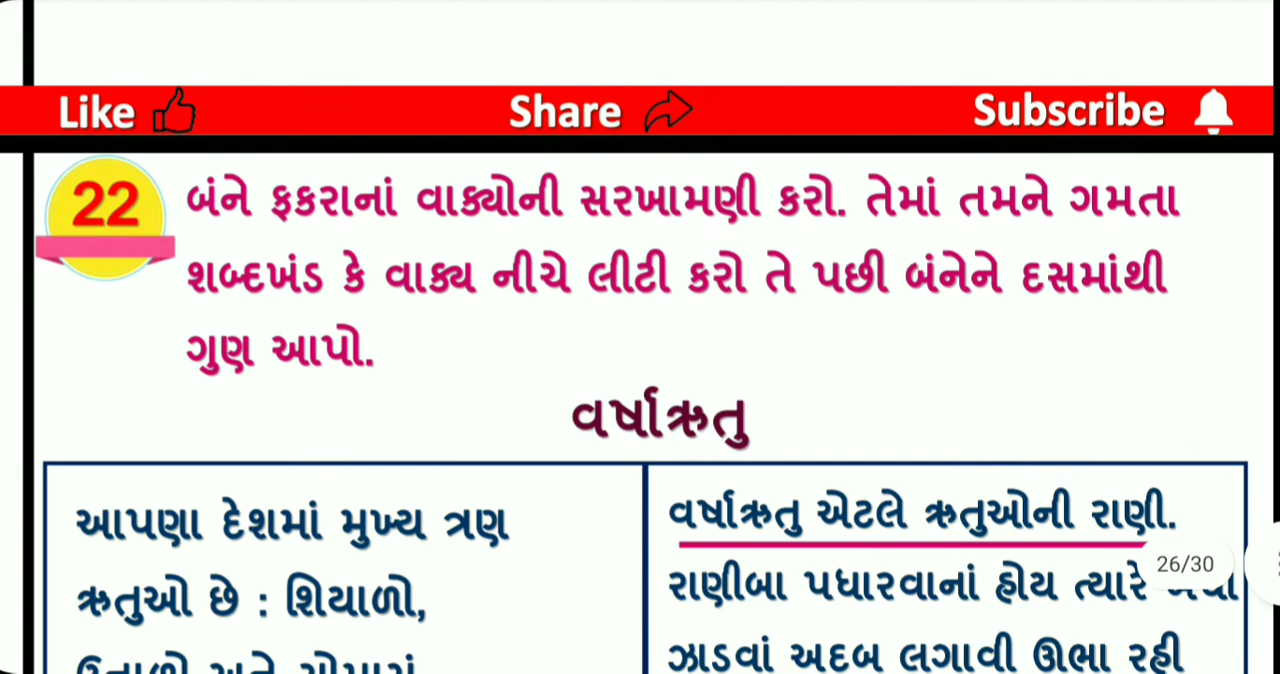 Like Share Subscribe
22 બંને ફકરાનાં વાક્યોની સરખામણી કરો. તેમાં તમને ગમતા
શબ્દખંડ કે વાક્ય નીચે લીટી કરો તે પછી બંનેને દસમાંથી
ગુણ આપો.
વર્ષાઋતુ
આપણા દેશમાં મુખ્ય ત્રણ
ઋતુઓ છે : શિયાળો,
વર્ષાઋતુ એટલે ઋતુઓની રાણી.
26/30
રાણીબા પધારવાનાં હોય ત્યારે
ઝાડવાં અદબ લગાવી ઊભા રહી